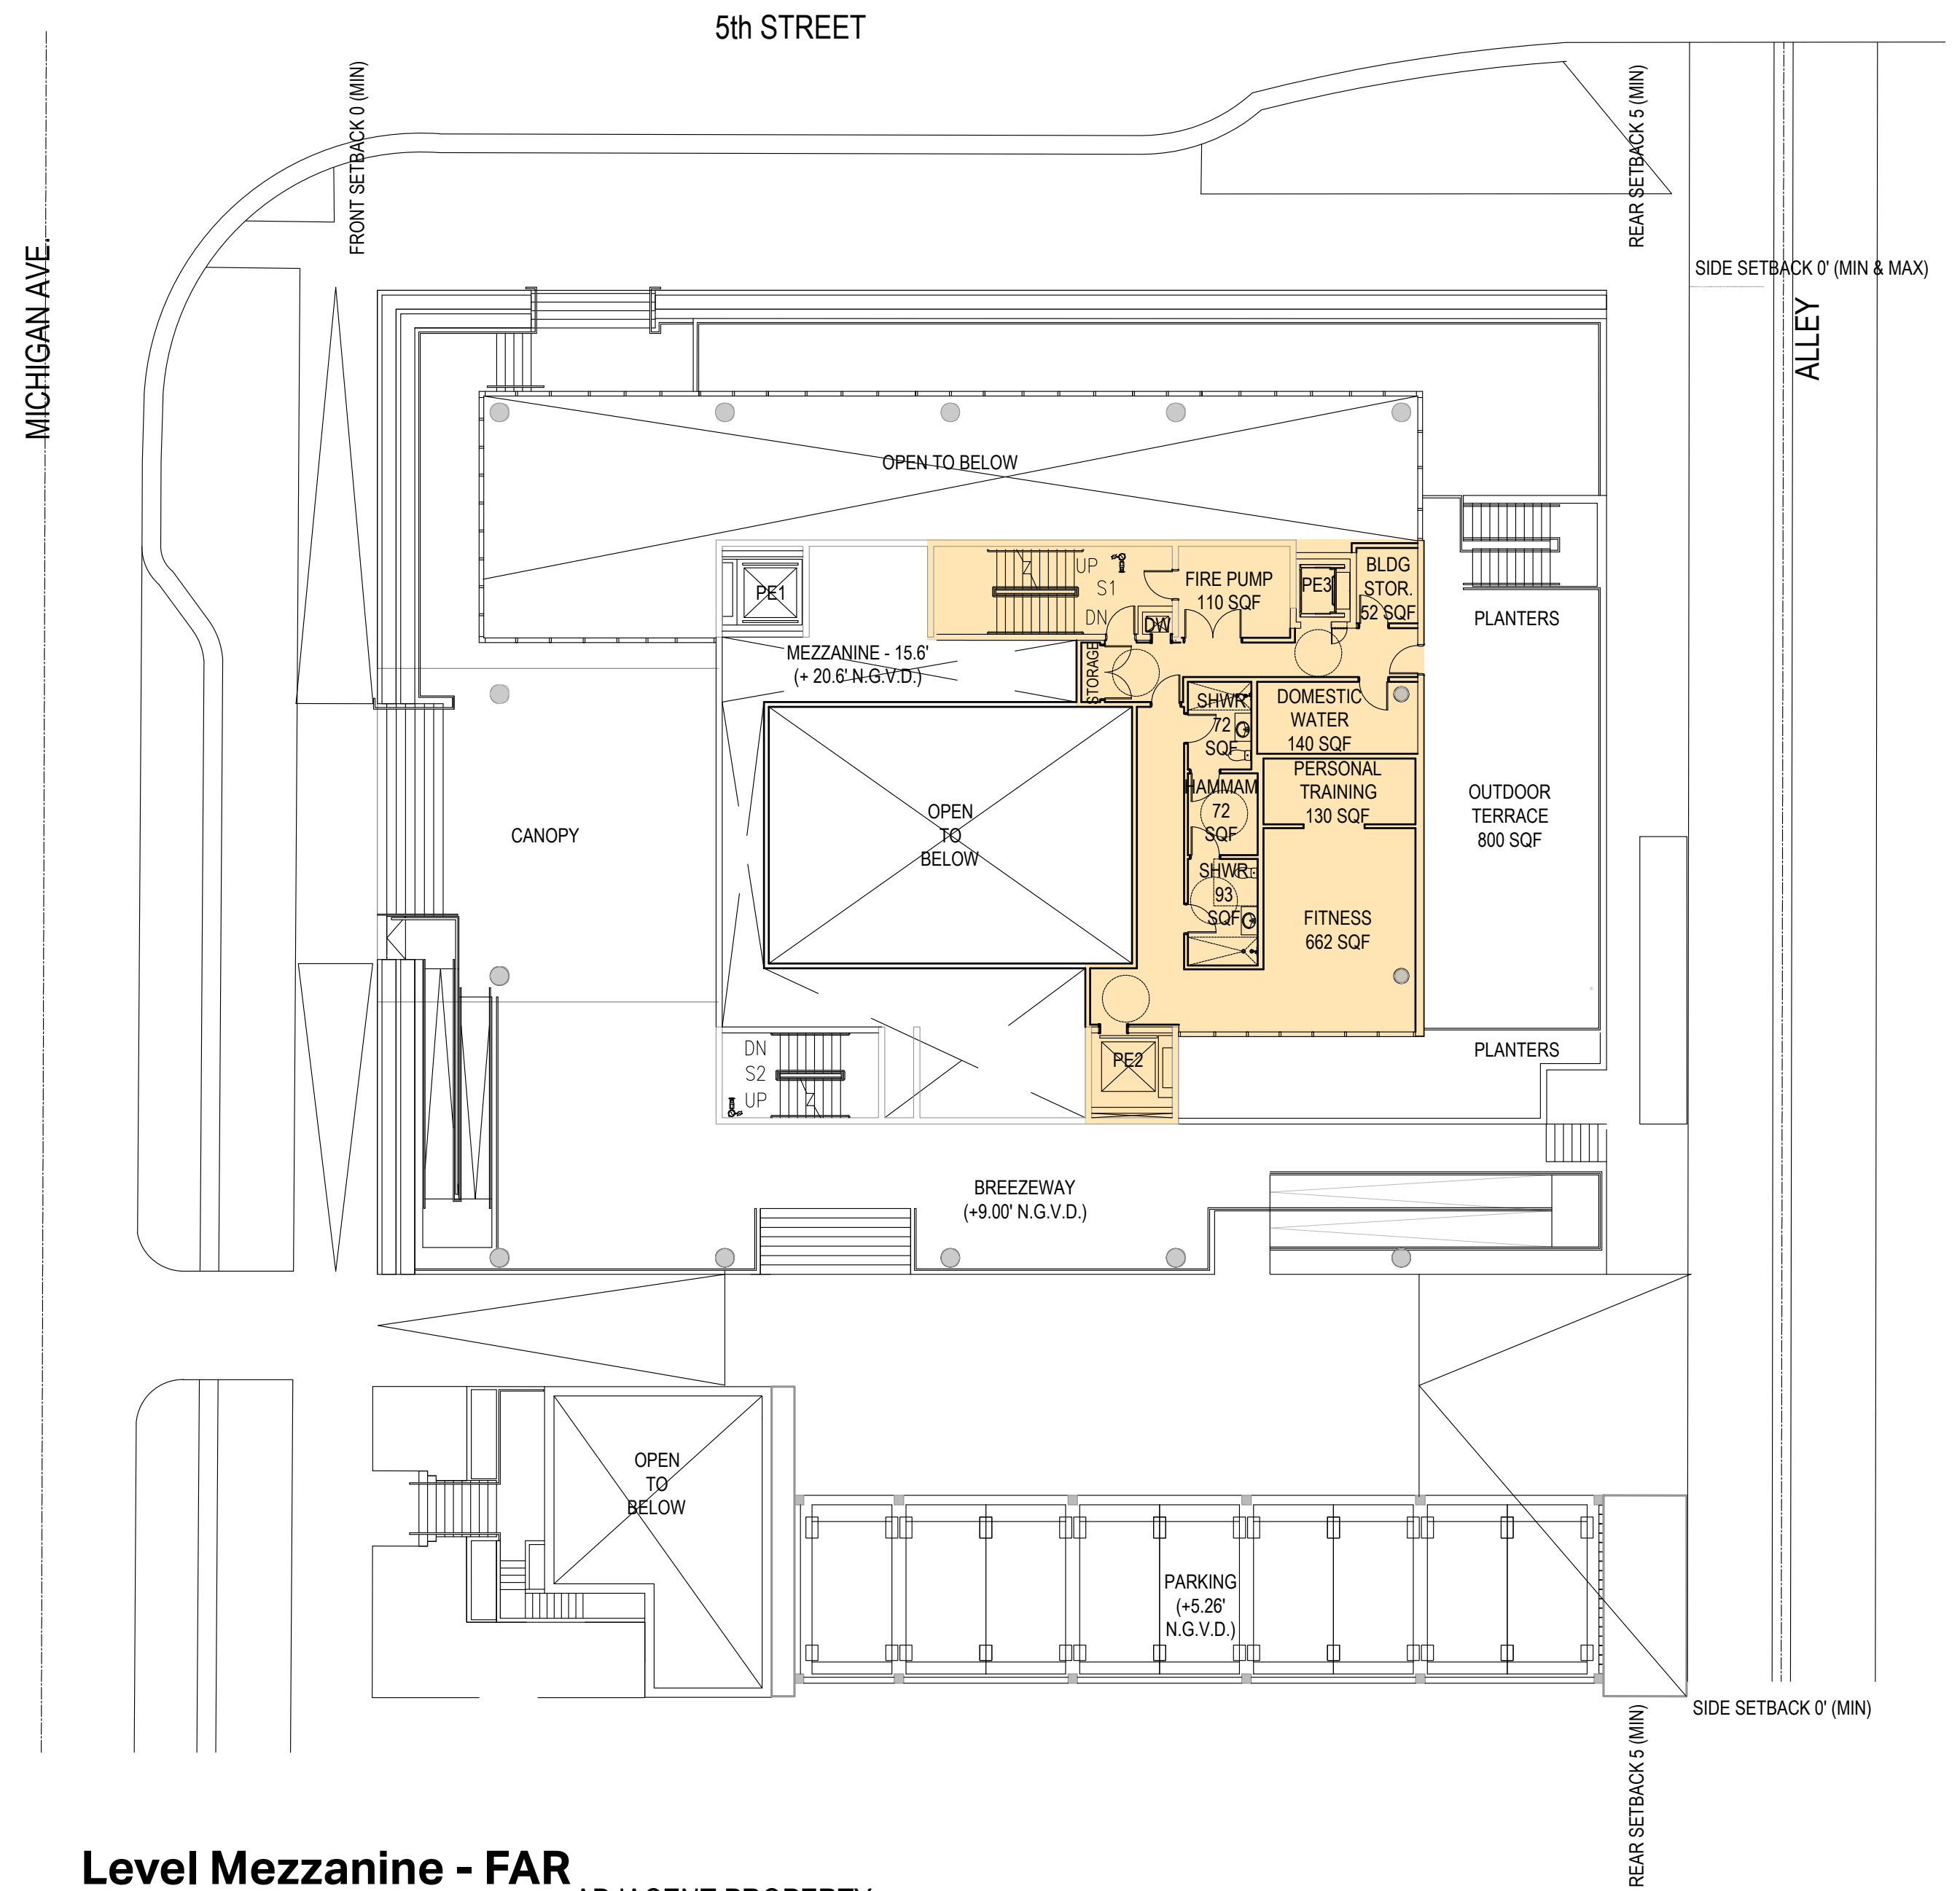 5th STREET
FRONT SETBACK 0 (MIN)
REAR SETBACK 5 (MIN)
MICHIGAN AVE.
SIDE SETBACK 0' (MIN & MAX)
ALLEY
OPEN TO BELOW
PE1
UP
S1
DN
DW
FIRE PUMP
110 SQF
PE3
BLDG
STOR.
52 SQF
PLANTERS
MEZZANINE - 15.6'
(+ 20.6' N.G.V.D.)
STORAGE
SHWR
72
SQF
DOMESTIC
WATER
140 SQF
HAMMAM
72
SQF
PERSONAL
TRAINING
130 SQF
OUTDOOR
TERRACE
800 SQF
CANOPY
OPEN
TO
BELOW
SHWR
93
SQF
FITNESS
662 SQF
DN
S2
UP
PE2
PLANTERS
BREEZEWAY
(+9.00' N.G.V.D.)
OPEN
TO
BELOW
PARKING
(+5.26'
N.G.V.D.)
SIDE SETBACK 0' (MIN)
REAR SETBACK 5 (MIN)
Level Mezzanine - FAR
ADJACENT PROPERTY